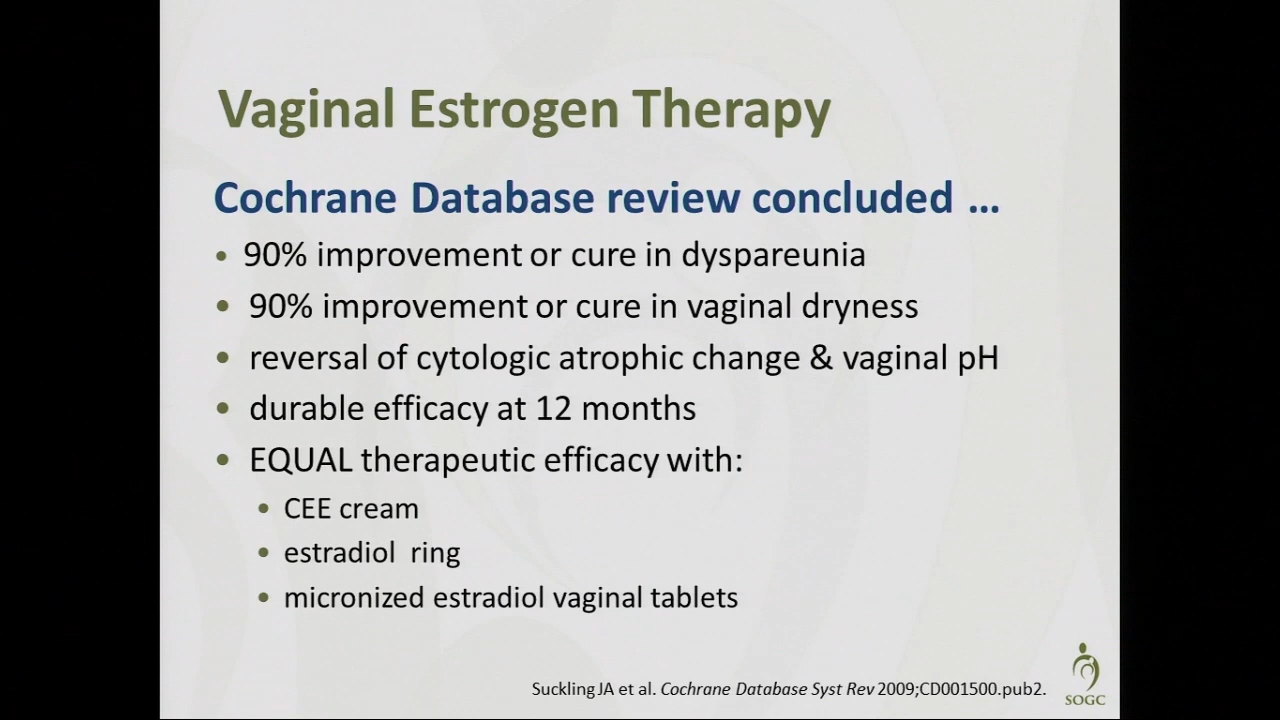 Vaginal Estrogen Therapy
Cochrane Database review concluded ...
• 90% improvement or cure in dyspareunia
• 90% improvement or cure in vaginal dryness
• reversal of cytologic atrophic change & vaginal pH
• durable efficacy at 12 months
• EQUAL therapeutic efficacy with:
• CEE cream
• estradiol ring
• micronized estradiol vaginal tablets
Suckling JA et al. Cochrane Database Syst Rev 2009;CD001500.pub2.
SOGC